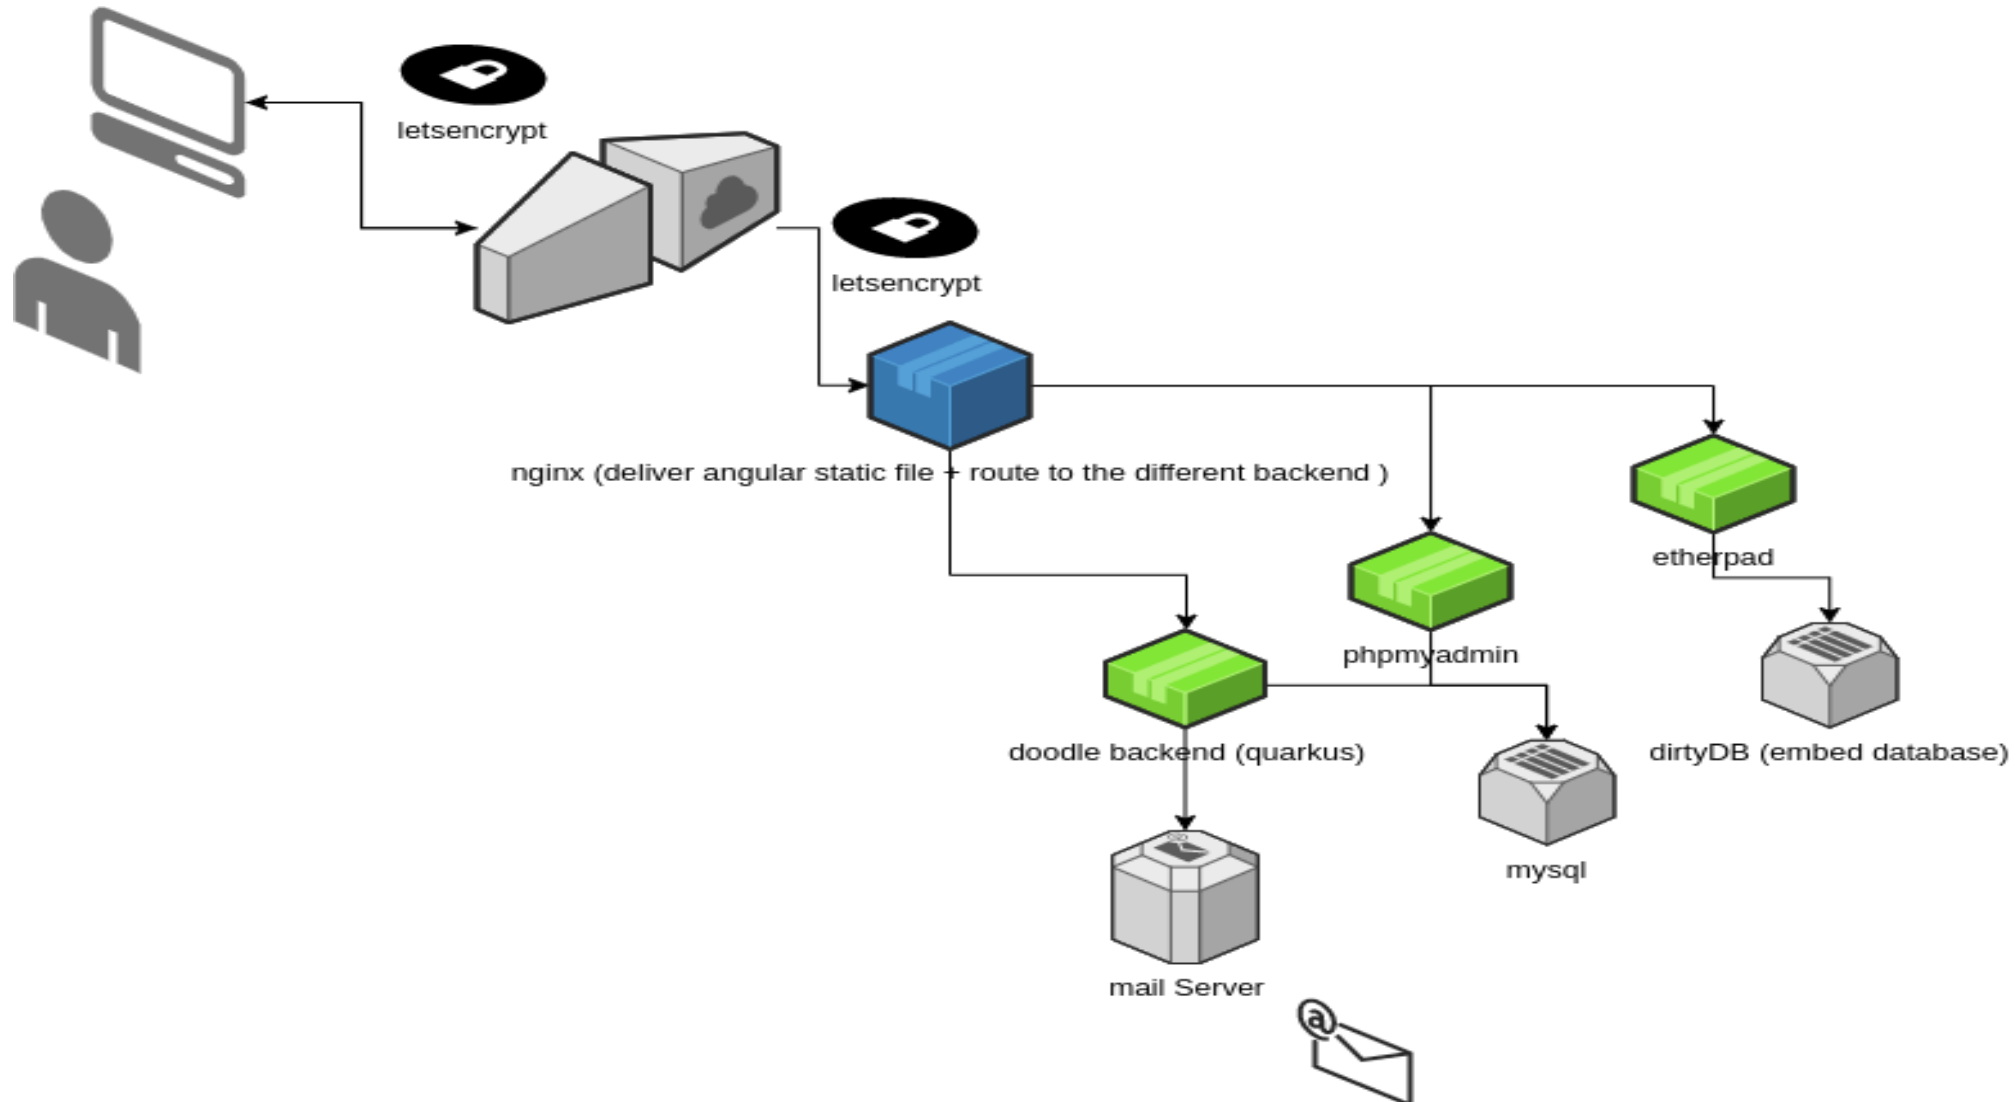 letsencrypt
letsencrypt
nginx (deliver angular static file + route to the different backend )
etherpad
phpmyadmin
doodle backend (quarkus)
dirtyDB (embed database)
mysql
mail Server